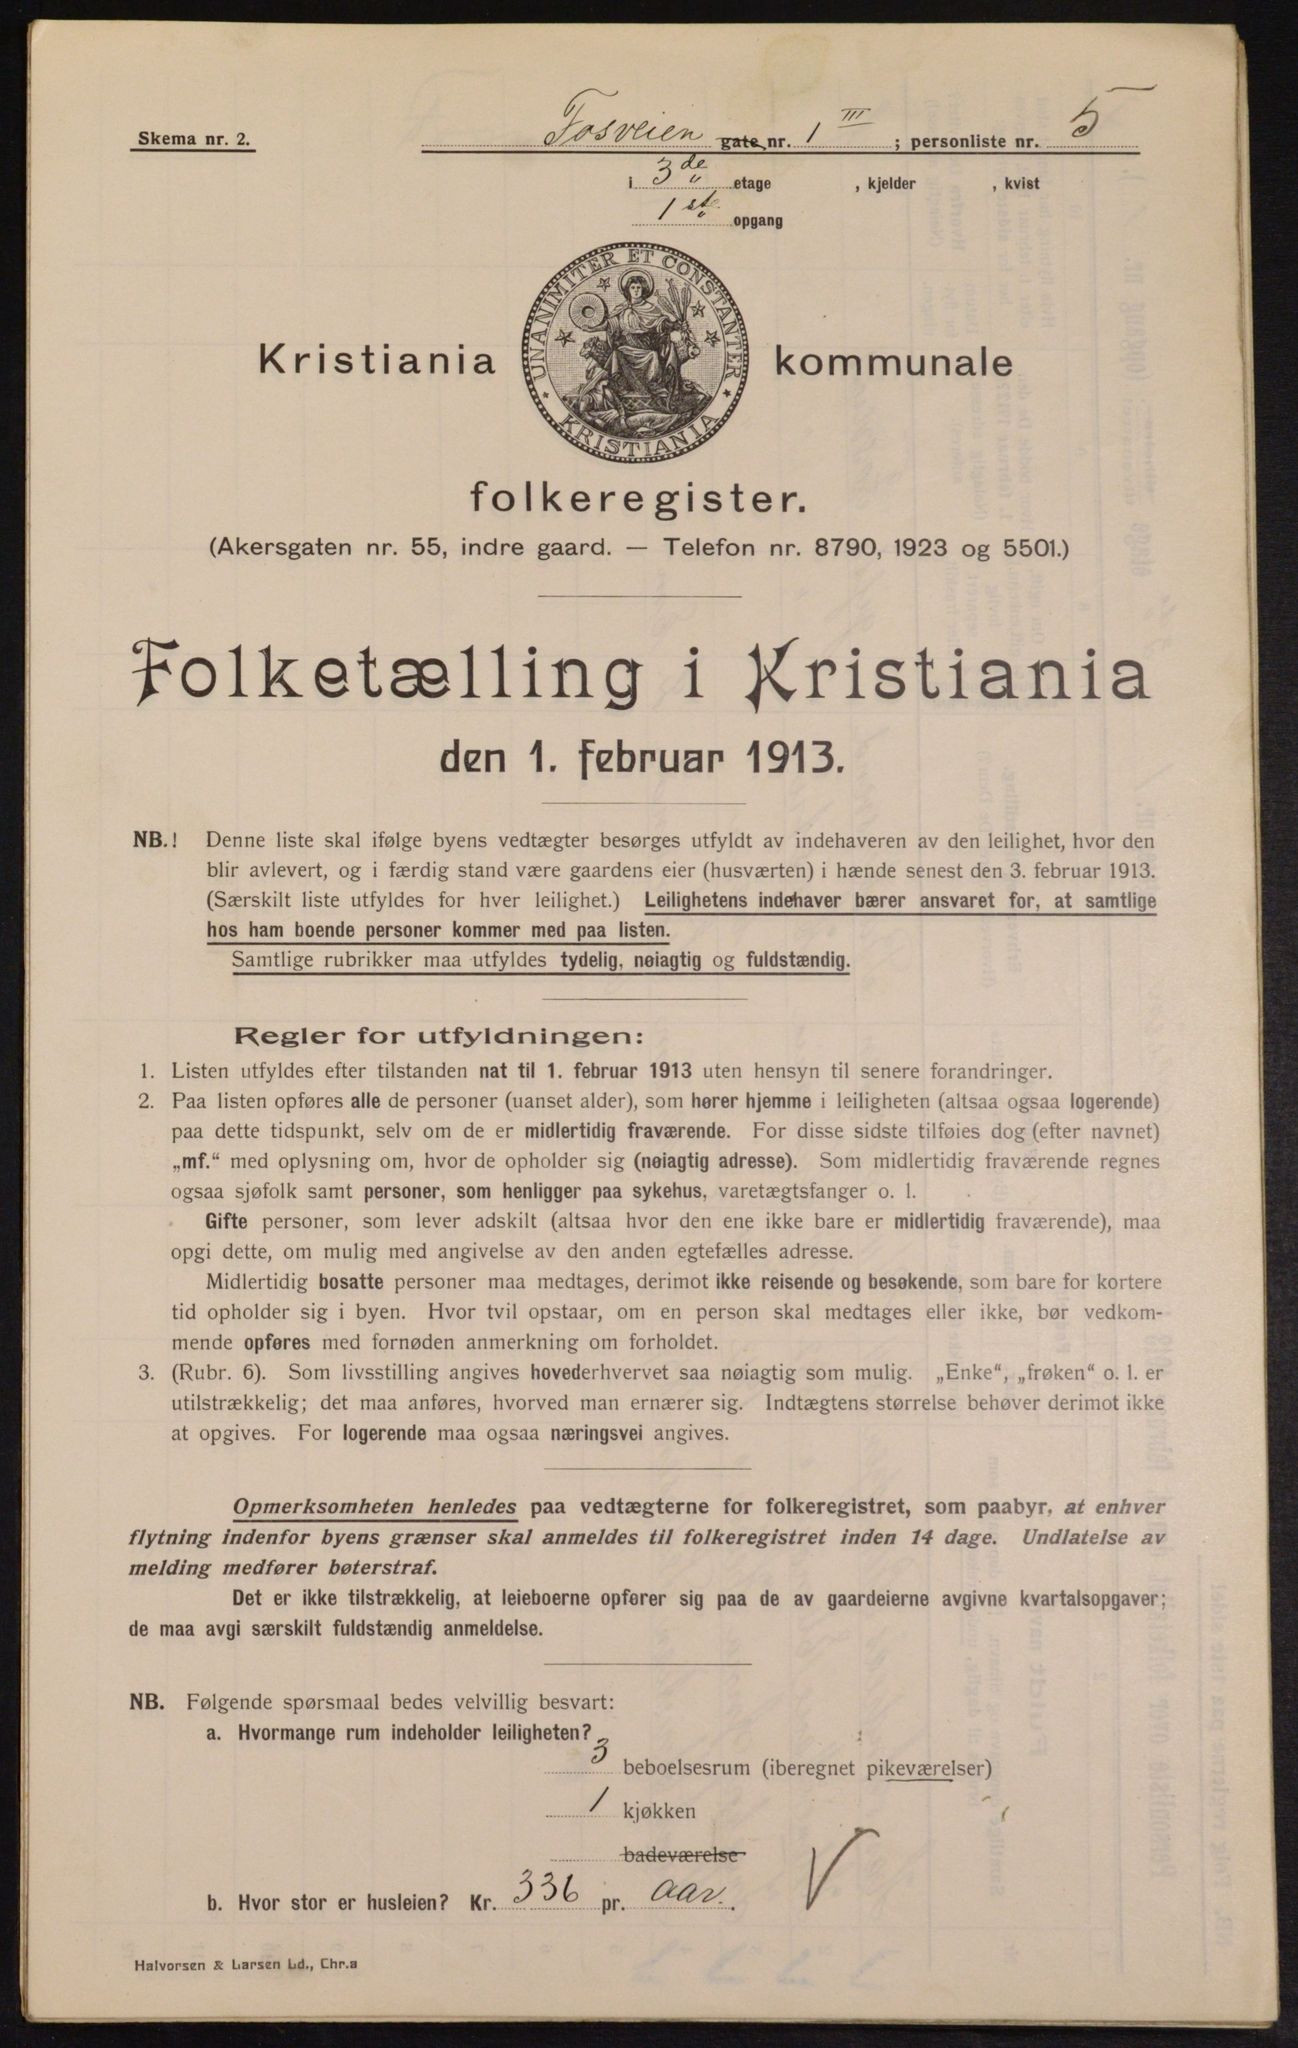 Skema nr. 2.
Fosveien gate nr. 1 III ; personliste nr. 5
i 3de etage , kjelder , kvist
1ste opgang
UNANIMITER ET CONSTANTER
KRISTIANIA
Kristiania kommunale
folkeregister.
(Akersgaten nr. 55, indre gaard. — Telefon nr. 8790, 1923 og 5501.)
Folketælling i Kristiania
den 1. februar 1913.
NB.! Denne liste skal ifølge byens vedtægter besørges utfyldt av indehaveren av den leilighet, hvor den
blir avlevert, og i færdig stand være gaardens eier (husværten) i hænde senest den 3. februar 1913.
(Særskilt liste utfyldes for hver leilighet.) Leilighetens indehaver bærer ansvaret for, at samtlige
hos ham boende personer kommer med paa listen.
Samtlige rubrikker maa utfyldes tydelig, nøiagtig og fuldstændig.
Regler for utfyldningen:
1. Listen utfyldes efter tilstanden nat til 1. februar 1913 uten hensyn til senere forandringer.
2. Paa listen opføres alle de personer (uanset alder), som hører hjemme i leiligheten (altsaa ogsaa logerende)
paa dette tidspunkt, selv om de er midlertidig fraværende. For disse sidste tilføies dog (efter navnet)
„mf.“ med oplysning om, hvor de opholder sig (nøiagtig adresse). Som midlertidig fraværende regnes
ogsaa sjøfolk samt personer, som henligger paa sykehus, varetægtsfanger o. l.
Gifte personer, som lever adskilt (altsaa hvor den ene ikke bare er midlertidig fraværende), maa
opgi dette, om mulig med angivelse av den anden egtefælles adresse.
Midlertidig bosatte personer maa medtages, derimot ikke reisende og besøkende, som bare for kortere
tid opholder sig i byen. Hvor tvil opstaar, om en person skal medtages eller ikke, bør vedkom-
mende opføres med fornøden anmerkning om forholdet.
3. (Rubr. 6). Som livsstilling angives hovederhvervet saa nøiagtig som mulig. „Enke“, „frøken“ o. l. er
utilstrækkelig; det maa anføres, hvorved man ernærer sig. Indtægtens størrelse behøver derimot ikke
at opgives. For logerende maa ogsaa næringsvei angives.
Opmerksomheten henledes paa vedtægterne for folkeregistret, som paabyr, at enhver
flytning indenfor byens grænser skal anmeldes til folkeregistret inden 14 dage. Undlatelse av
melding medfører bøterstraf.
Det er ikke tilstrækkelig, at leieboerne opfører sig paa de av gaardeierne avgivne kvartalsopgaver;
de maa avgi særskilt fuldstændig anmeldelse.
NB. Følgende spørsmaal bedes velvillig besvart:
a. Hvormange rum indeholder leiligheten?
3 beboelsesrum (iberegnet pikeværelser)
1 kjøkken
badeværelse
b. Hvor stor er husleien? Kr. 336 pr. aar.
V
Halvorsen & Larsen Ld., Chr.a